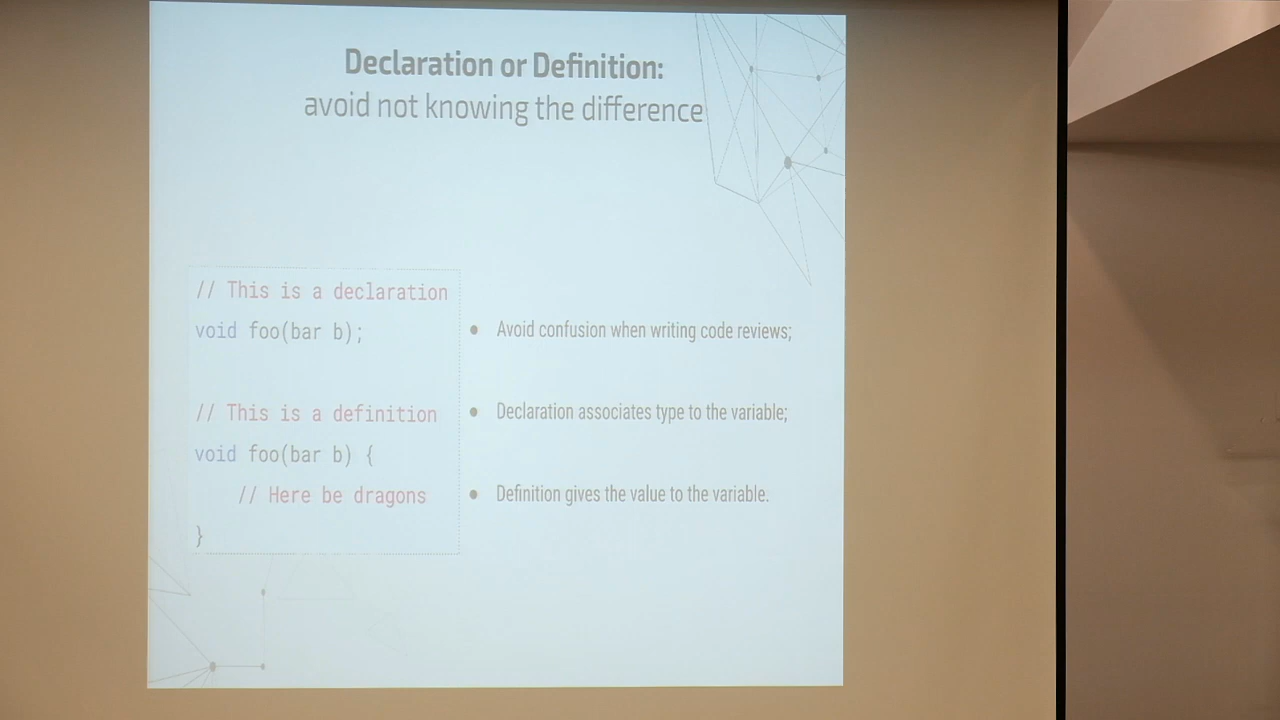 Declaration or Definition:
avoid not knowing the difference
// This is a declaration
void foo(bar b);
// This is a definition
void foo(bar b) {
// Here be dragons
}
● Avoid confusion when writing code reviews;
● Declaration associates type to the variable;
● Definition gives the value to the variable.